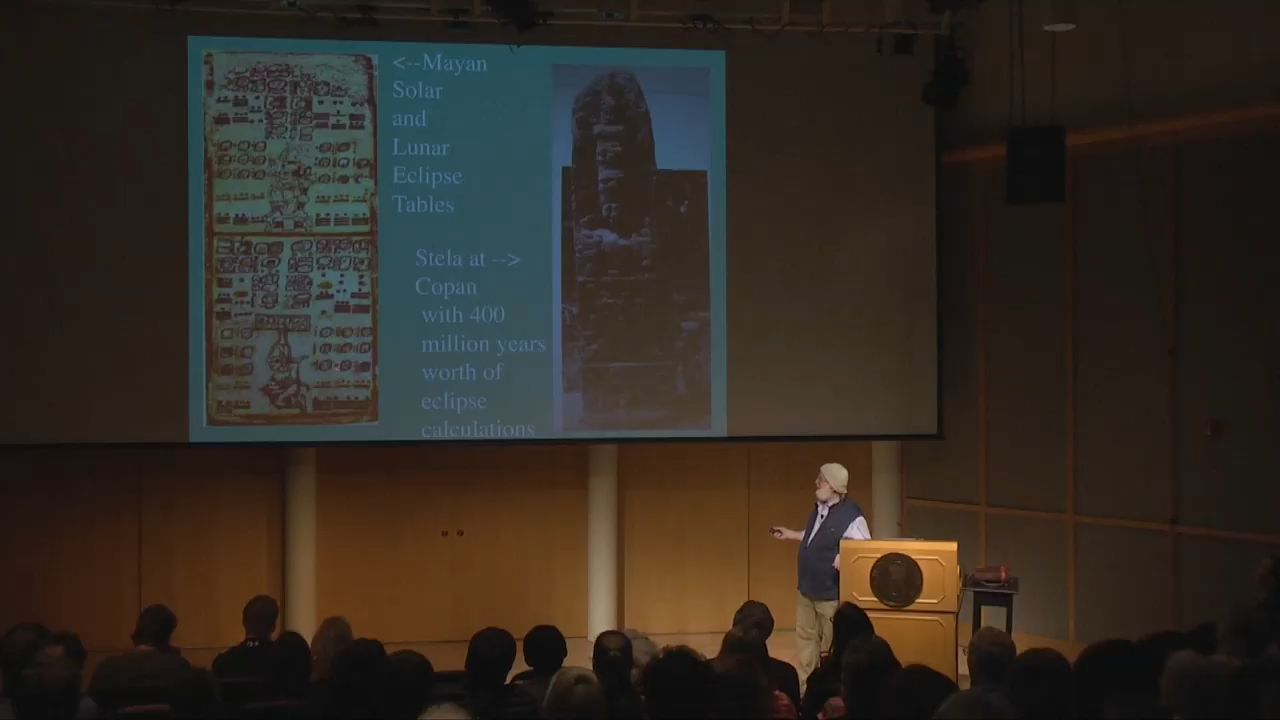 <--Mayan
Solar
and
Lunar
Eclipse
Tables
Stela at -->
Copan
with 400
million years
worth of
eclipse
calculations